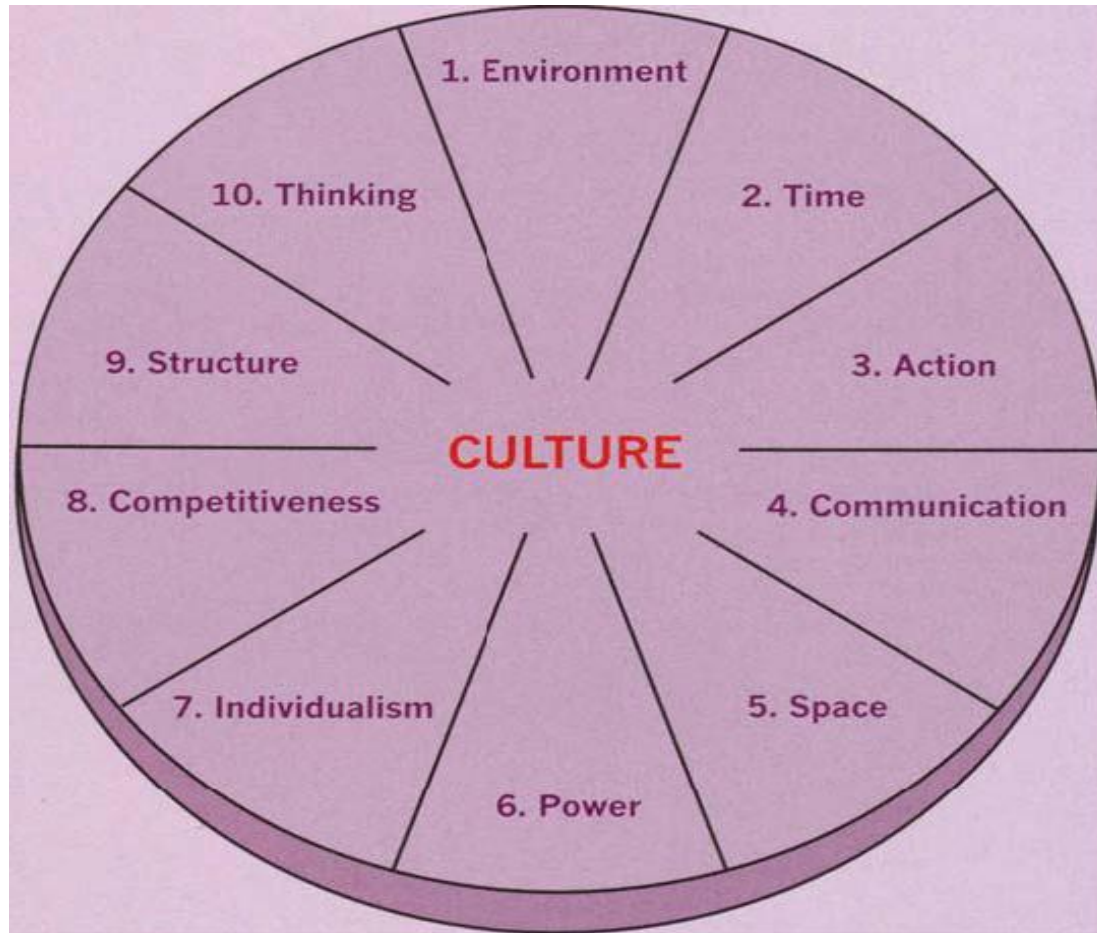 1. Environment
2. Time
3. Action
4. Communication
5. Space
6. Power
7. Individualism
8. Competitiveness
9. Structure
10. Thinking
CULTURE